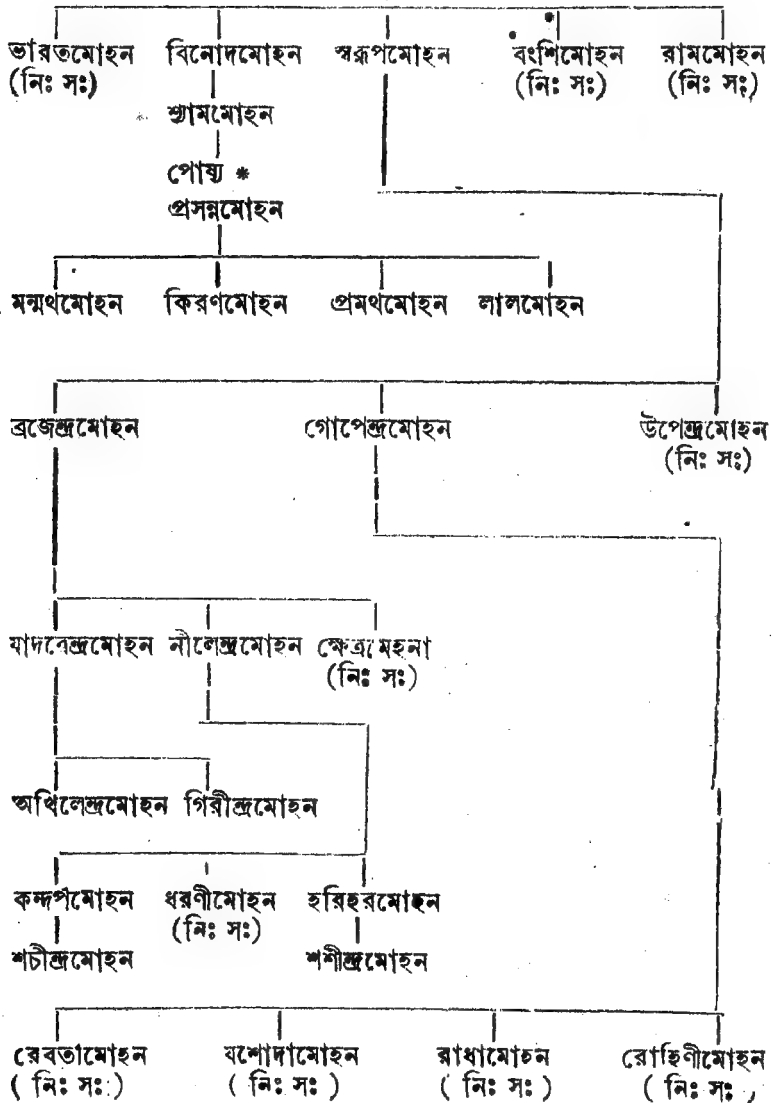 ভারতমোহন বিনোদমোহন স্বরূপমোহন বংশিমোহন রামমোহন
(নিঃ সঃ) (নিঃ সঃ) (নিঃ সঃ)
শ্যামমোহন
পোষ্য *
প্রসন্নমোহন
মন্মথমোহন কিরণমোহন প্রমথমোহন লালমোহন
ব্রজেন্দ্রমোহন গোপেন্দ্রমোহন উপেন্দ্রমোহন
(নিঃ সঃ)
যাদবেন্দ্রমোহন নীলেন্দ্রমোহন ক্ষেত্রমেহনা
(নিঃ সঃ)
অখিলেন্দ্রমোহন গিরীন্দ্রমোহন
কন্দর্পমোহন ধরণীমোহন হরিহরমোহন
(নিঃ সঃ)
শচীন্দ্রমোহন শশীন্দ্রমোহন
রেবতামোহন যশোদামোহন রাধামোহন রোহিণীমোহন
( নিঃ সঃ ) ( নিঃ সঃ ) ( নিঃ সঃ ) ( নিঃ সঃ )